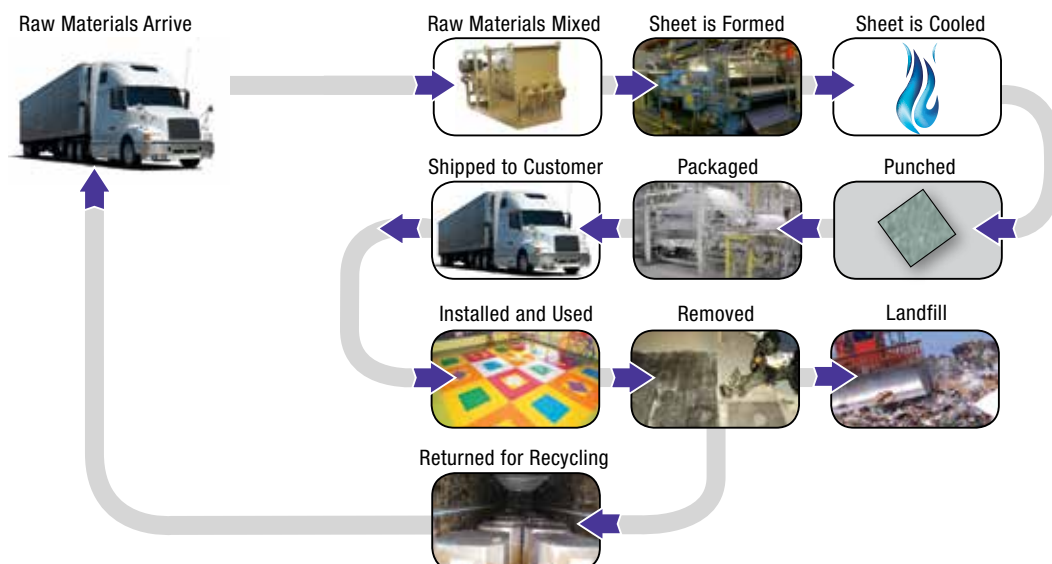 Raw Materials Arrive
Raw Materials Mixed
Sheet is Formed
Sheet is Cooled
Shipped to Customer
Packaged
Punched
Installed and Used
Removed
Landfill
Returned for Recycling